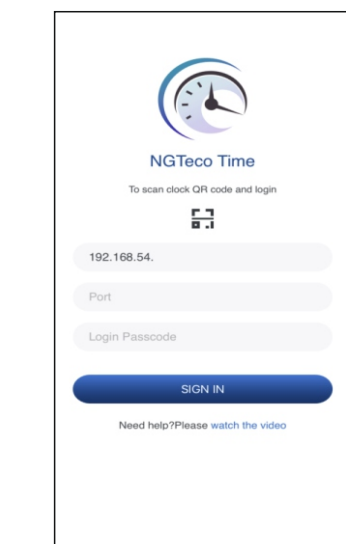 NGTeco Time
To scan clock QR code and login
192.168.54.
Port
Login Passcode
SIGN IN
Need help?Please watch the video